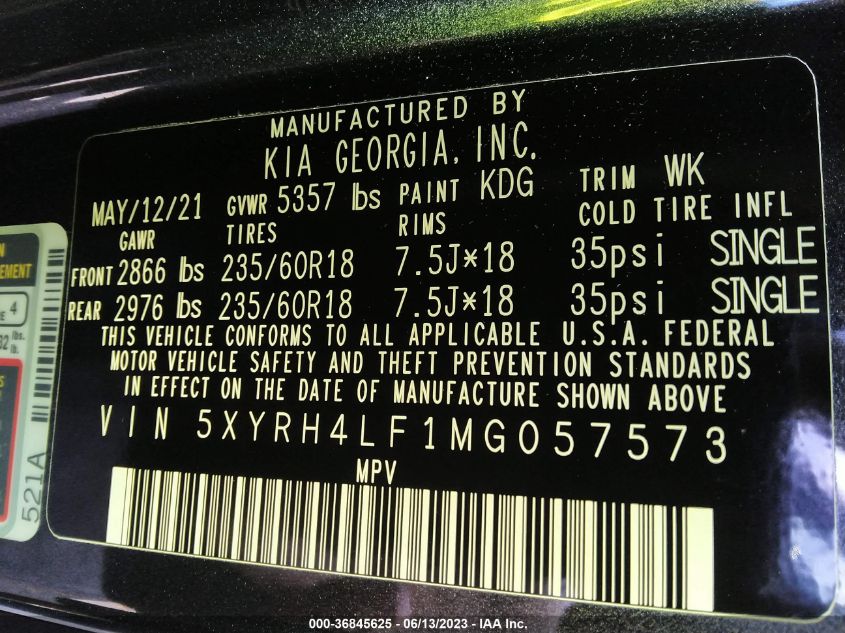 MANUFACTURED BY
KIA GEORGIA, INC.
MAY/12/21 GVWR 5357 lbs PAINT KDG TRIM WK
GAWR TIRES RIMS COLD TIRE INFL
FRONT 2866 lbs 235/60R18 7.5J*18 35psi SINGLE
REAR 2976 lbs 235/60R18 7.5J*18 35psi SINGLE
THIS VEHICLE CONFORMS TO ALL APPLICABLE U.S.A. FEDERAL
MOTOR VEHICLE SAFETY AND THEFT PREVENTION STANDARDS
IN EFFECT ON THE DATE OF MANUFACTURE SHOWN ABOVE
VIN 5XYRH4LF1MG057573
MPV
4
lbs.
lb.
521A
000-36845625 - 06/13/2023 - IAA Inc.